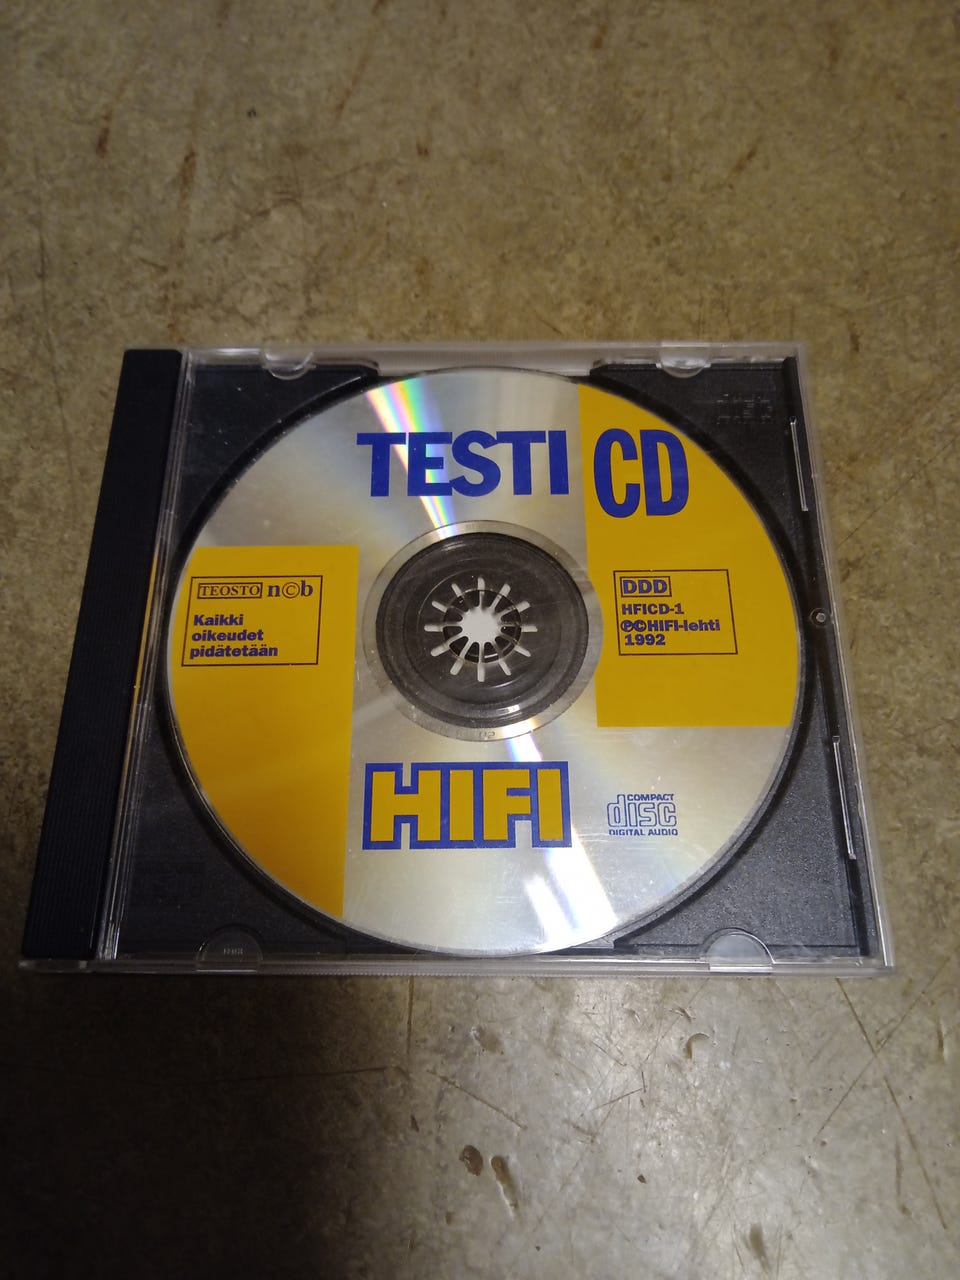 TESTI CD
TEOSTO n©b
Kaikki
oikeudet
pidätetään
DDD
HFICD-1
℗©HIFI-lehti
1992
HIFI
COMPACT
disc
DIGITAL AUDIO